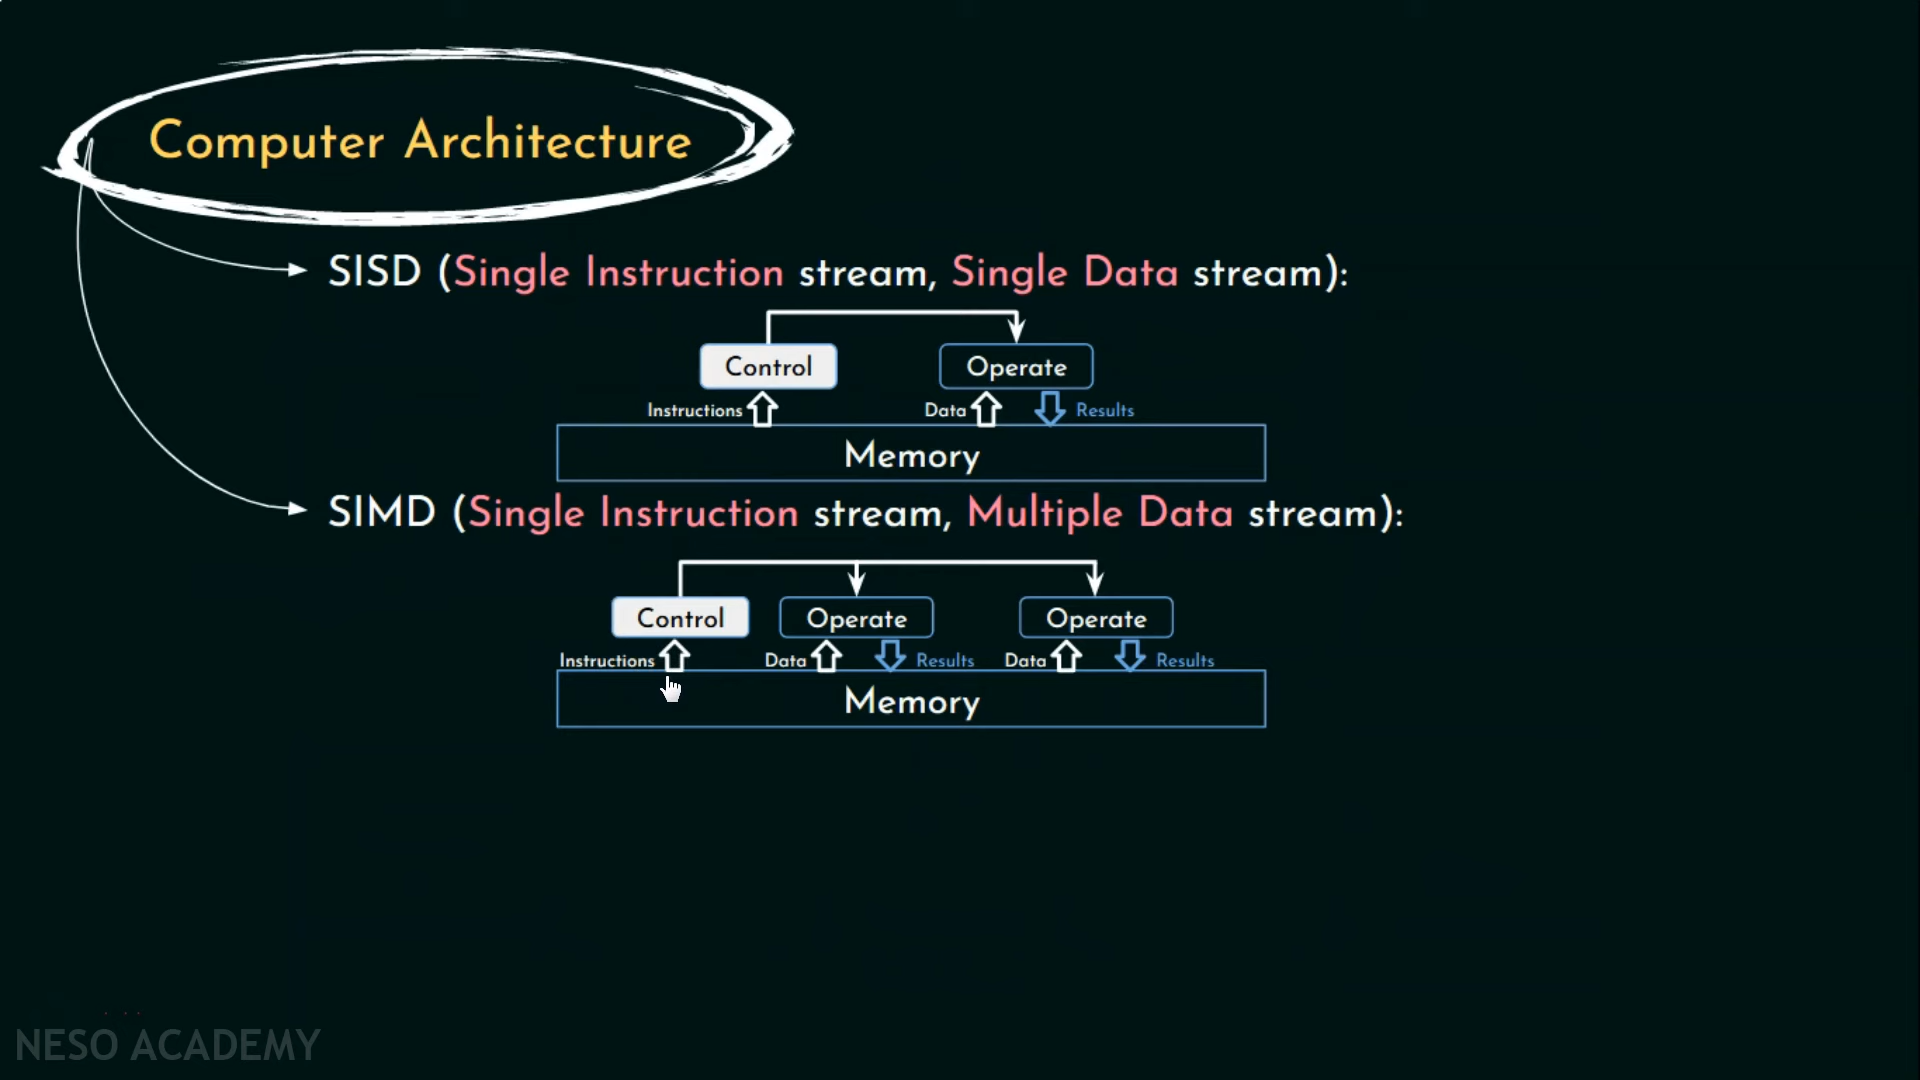 Computer Architecture
SISD (Single Instruction stream, Single Data stream):
Control
Operate
Instructions
Data
Results
Memory
SIMD (Single Instruction stream, Multiple Data stream):
Control
Operate
Operate
Instructions
Data
Results
Data
Results
Memory
NESO ACADEMY